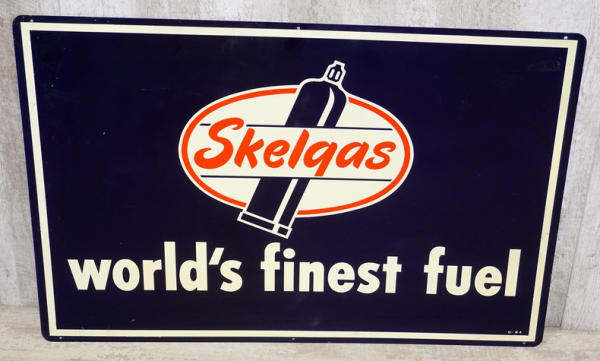 Skelgas
world's finest fuel